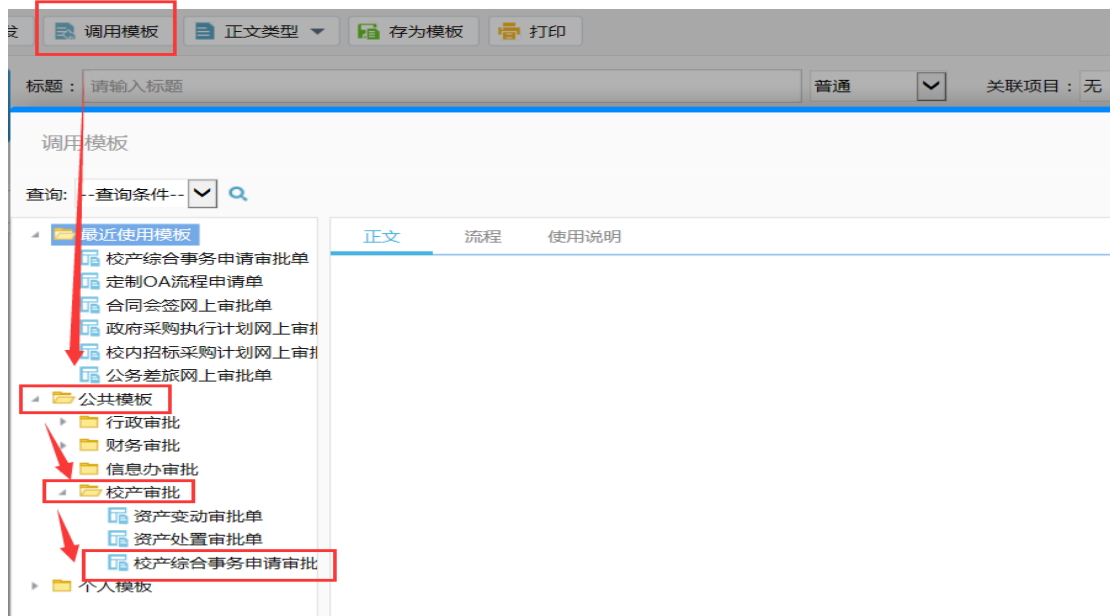 调用模板 正文类型 存为模板 打印
标题： 请输入标题 普通 关联项目：无
调用模板
查询: --查询条件--
最近使用模板 正文 流程 使用说明
校产综合事务申请审批单
定制OA流程申请单
合同会签网上审批单
政府采购执行计划网上审
校内招标采购计划网上审
公务差旅网上审批单
公共模板
行政审批
财务审批
信息办审批
校产审批
资产变动审批单
资产处置审批单
校产综合事务申请审批
个人模板